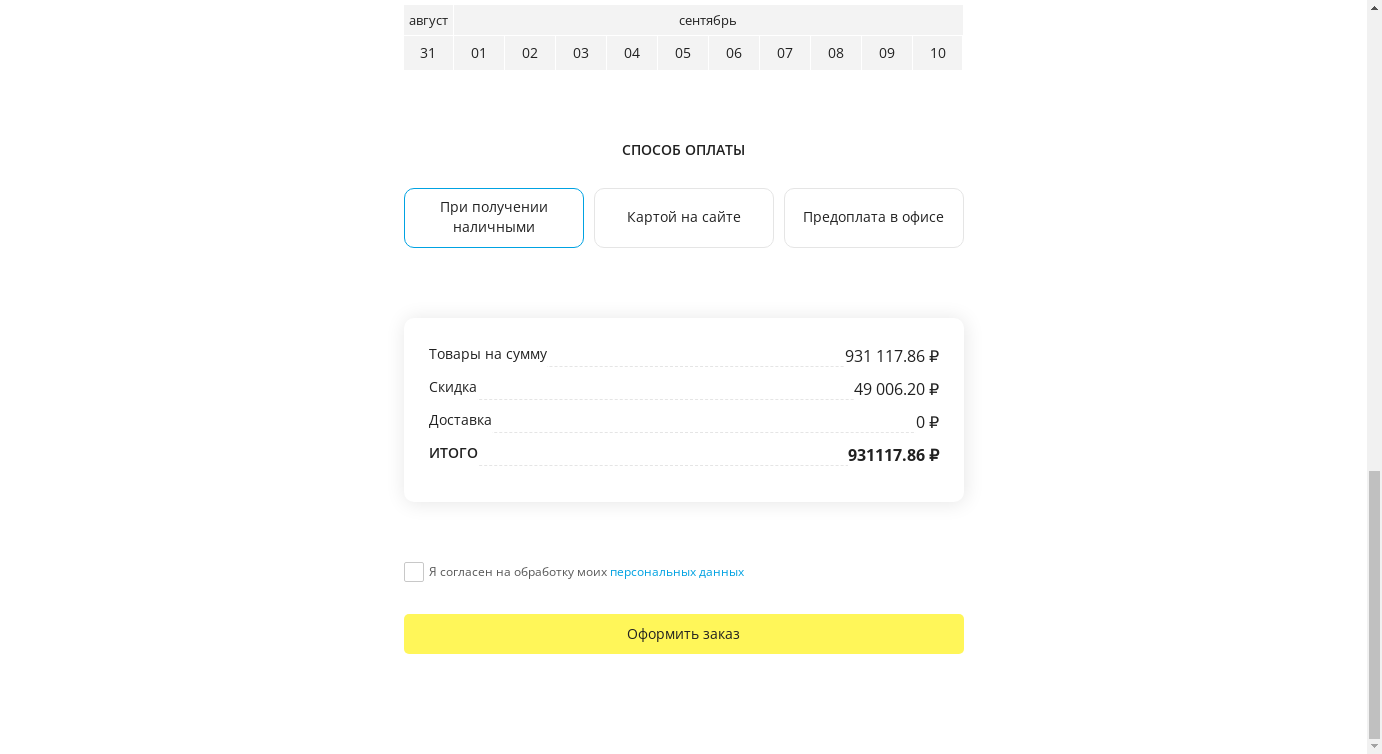 август сентябрь
31 01 02 03 04 05 06 07 08 09 10
СПОСОБ ОПЛАТЫ
При получении
наличными
Картой на сайте
Предоплата в офисе
Товары на сумму 931 117.86 ₽
Скидка 49 006.20 ₽
Доставка 0 ₽
ИТОГО 931117.86 ₽
Я согласен на обработку моих персональных данных
Оформить заказ